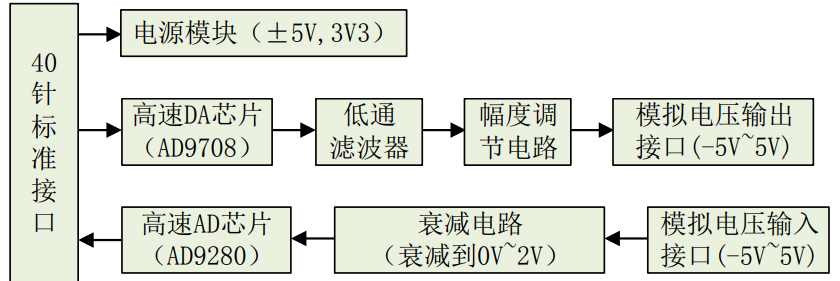 40
针
标
准
接
口
电源模块（±5V,3V3）
高速DA芯片
（AD9708）
低通
滤波器
幅度调
节电路
模拟电压输出
接口(-5V~5V)
高速AD芯片
（AD9280）
衰减电路
（衰减到0V~2V）
模拟电压输入
接口(-5V~5V)